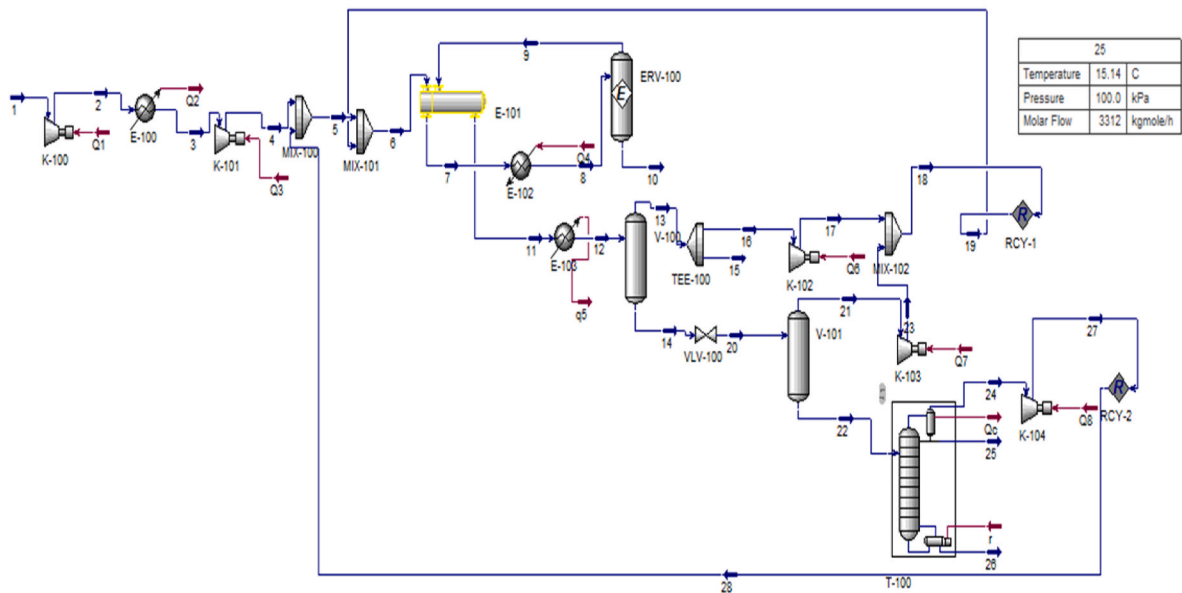 9
ERV-100
E
25
Temperature 15.14 C
Pressure 100.0 kPa
Molar Flow 3312 kgmole/h
1
2
Q2
E-100
K-100
Q1
3
4
K-101
Q3
MIX-100
5
MIX-101
6
E-101
7
Q4
E-102
8
10
11
E-103
12
q5
13
V-100
TEE-100
16
15
14
VLV-100
20
V-101
17
K-102
Q6
MIX-102
18
19
R
RCY-1
21
23
K-103
Q7
22
24
Qc
25
K-104
Q8
27
R
RCY-2
r
26
T-100
28